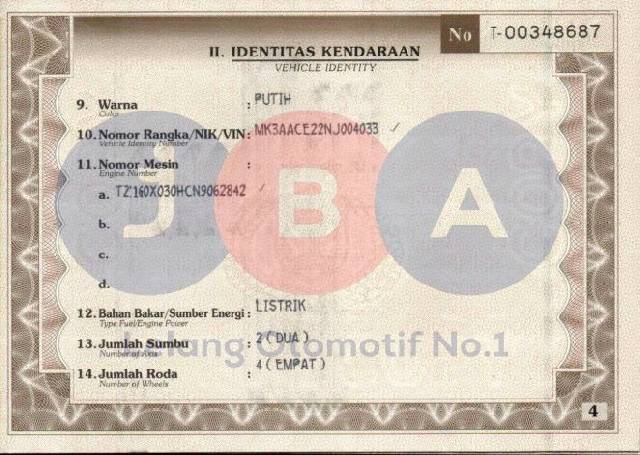 No T-00348687
II. IDENTITAS KENDARAAN
VEHICLE IDENTITY
9. Warna : PUTIH
10. Nomor Rangka/NIK/VIN : MK3AACE22NJ004033
Vehicle Identity Number
11. Nomor Mesin :
Engine Number
a. TZ160X030HCN9062842
J B A
b.
c.
d.
12. Bahan Bakar/Sumber Energi : LISTRIK
Type Fuel/Engine Power
13. Jumlah Sumbu : 2 (DUA)
Number of Axis
Lelang Otomotif No.1
14. Jumlah Roda : 4 (EMPAT)
Number of Wheels
4